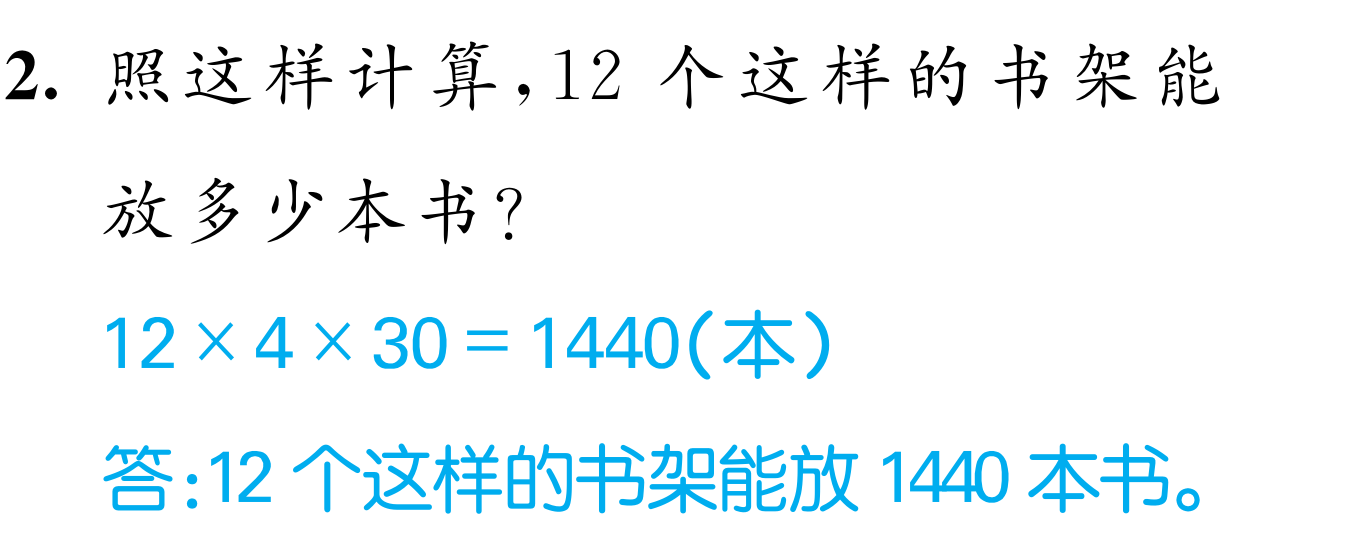 2. 照这样计算,12 个这样的书架能
放多少本书?
12 × 4 × 30 = 1440(本)
答:12 个这样的书架能放 1440 本书。